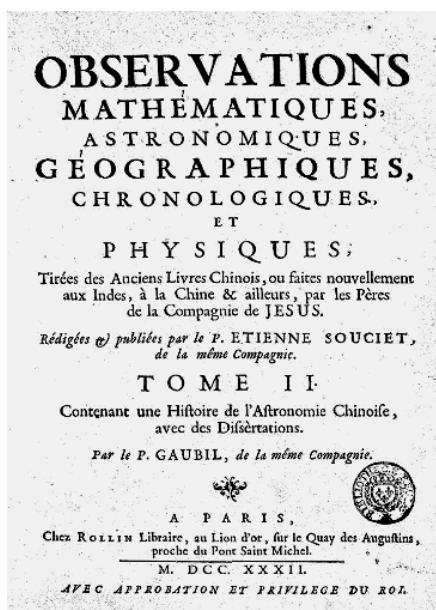 OBSERVATIONS
MATHÉMATIQUES,
ASTRONOMIQUES,
GÉOGRAPHIQUES,
CHRONOLOGIQUES,
ET
PHYSIQUES;
Tirées des Anciens Livres Chinois, ou faites nouvellement
aux Indes, à la Chine & ailleurs, par les Pères
de la Compagnie de JESUS.
Rédigées & publiées par le P. ETIENNE SOUCIET,
de la même Compagnie.
TOME II.
Contenant une Hiſtoire de l'Aſtronomie Chinoiſe,
avec des Diſſèrtations.
Par le P. GAUBIL, de la même Compagnie.
A PARIS,
Chez ROLLIN Libraire, au Lion d'or, ſur le Quay des Auguſtins,
proche du Pont Saint Michel.
M. DCC. XXXII.
AVEC APPROBATION ET PRIVILEGE DU ROI.